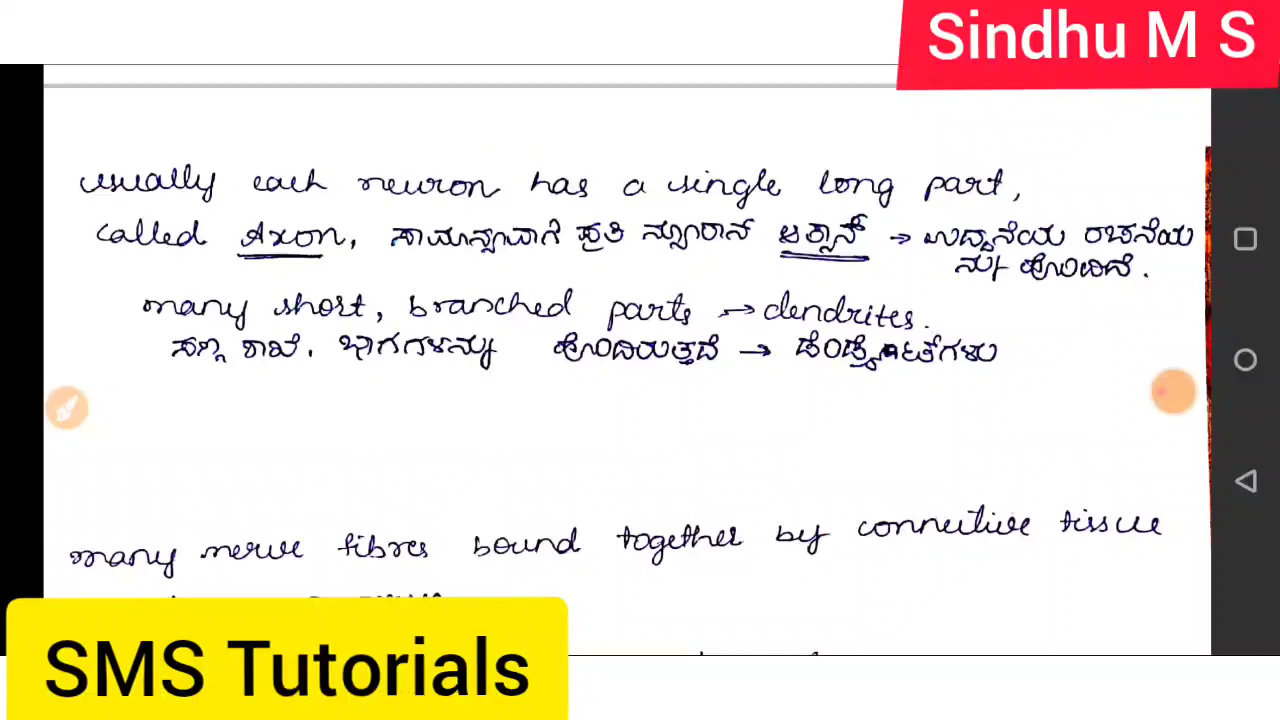 Sindhu M S
usually each neuron has a single long part,
called Axon, ಸಾಮಾನ್ಯವಾಗಿ ಪ್ರತಿ ನ್ಯೂರಾನ್ ಆಕ್ಸಾನ್ → ಉದ್ದನೆಯ ರಚನೆಯ
ನ್ನು ಹೊಂದಿದೆ.
many short, branched parts → dendrites.
ಸಣ್ಣ ಶಾಖೆ. ಭಾಗಗಳನ್ನು ಹೊಂದಿರುತ್ತದೆ →
many nerve fibres bound together by connective tissue
SMS Tutorials